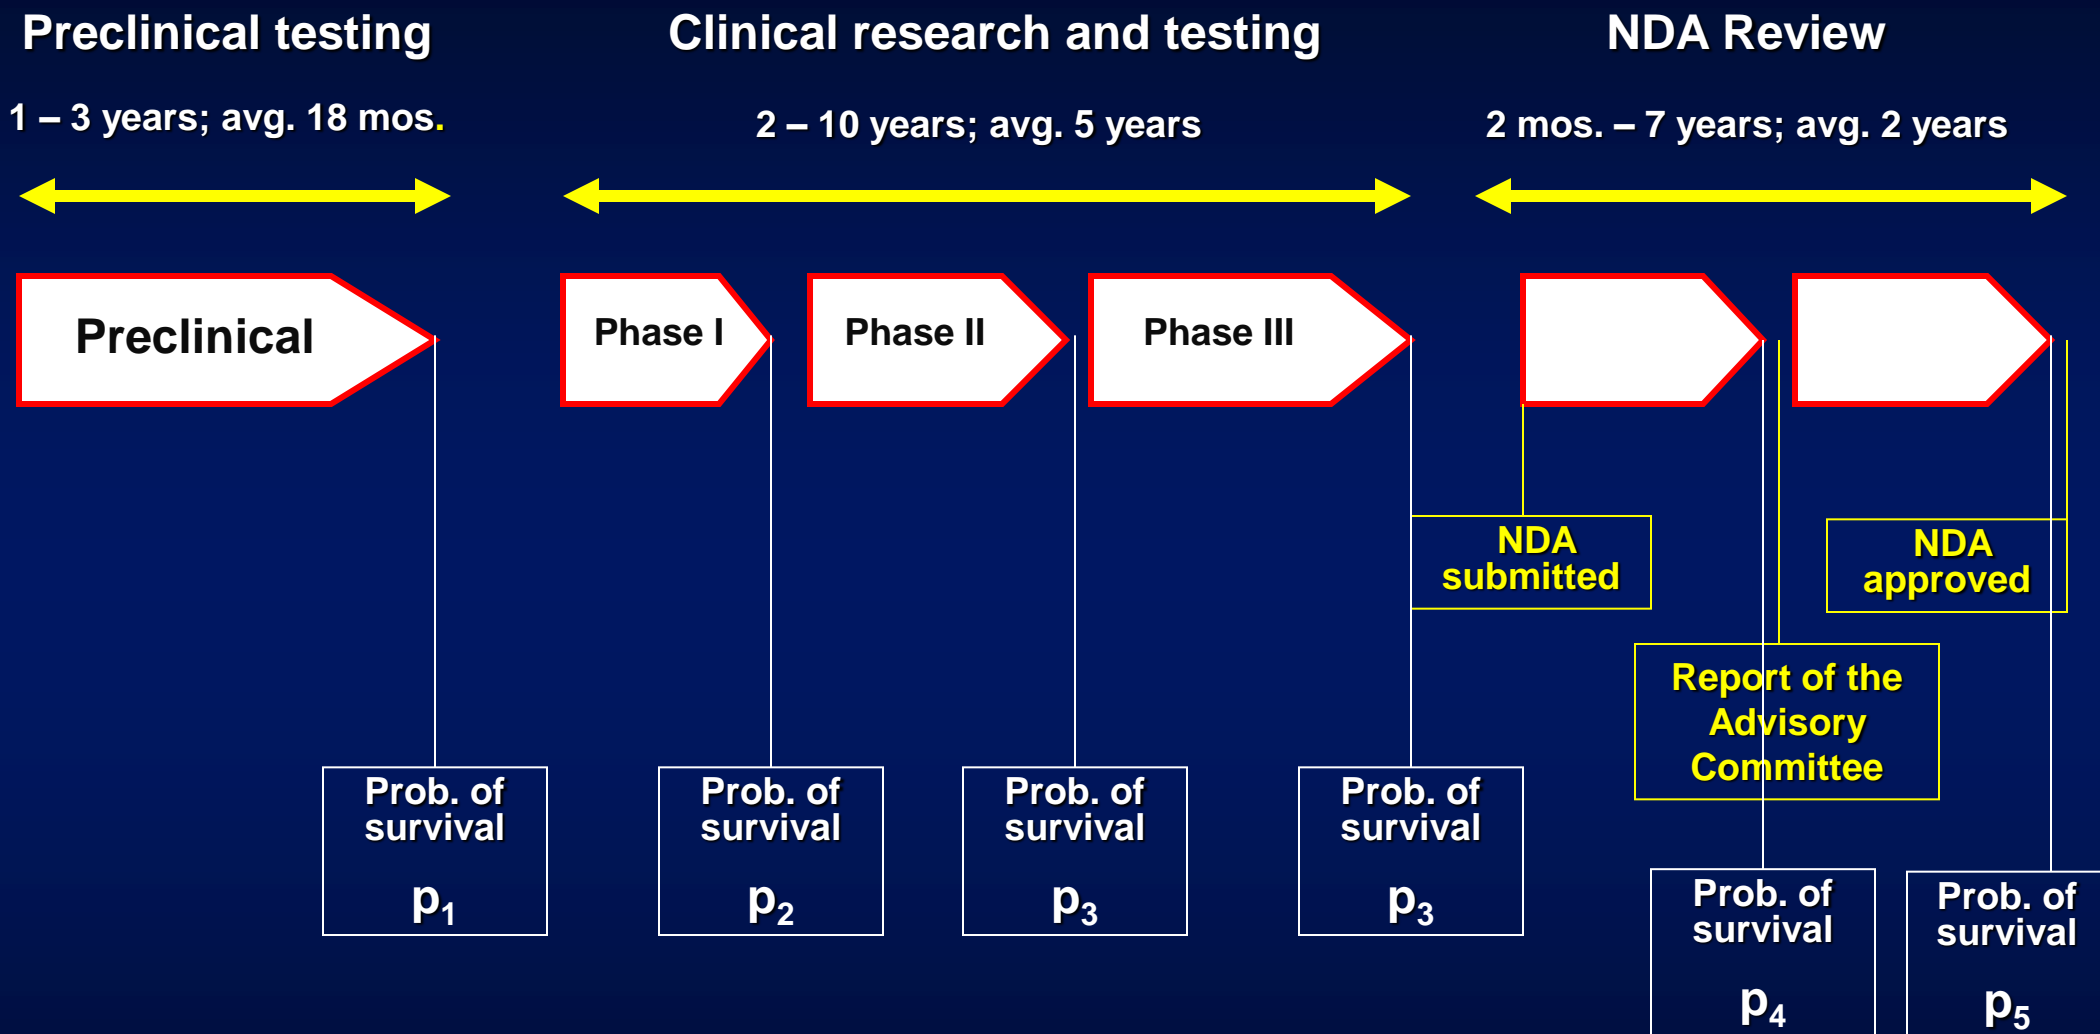 Preclinical testing
Clinical research and testing
NDA Review
1 – 3 years; avg. 18 mos.
2 – 10 years; avg. 5 years
2 mos. – 7 years; avg. 2 years
Preclinical
Phase I
Phase II
Phase III
NDA
submitted
NDA
approved
Report of the
Advisory
Committee
Prob. of
survival
p₁
Prob. of
survival
p₂
Prob. of
survival
p₃
Prob. of
survival
p₃
Prob. of
survival
p₄
Prob. of
survival
p₅